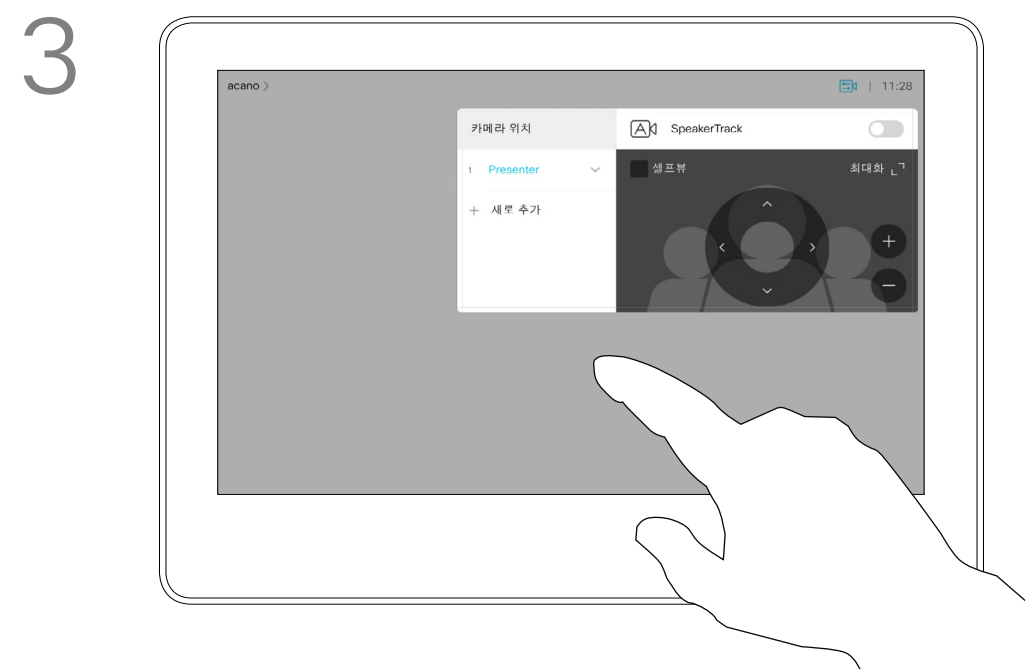 3
acano > | 11:28
카메라 위치
SpeakerTrack
1 Presenter
셀프뷰
최대화
+ 새로 추가
+
−